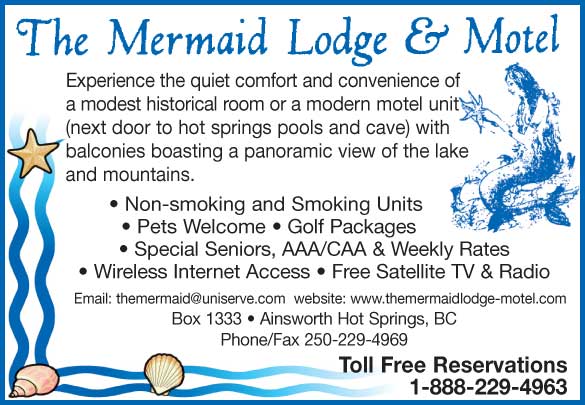 The Mermaid Lodge & Motel
Experience the quiet comfort and convenience of
a modest historical room or a modern motel unit
(next door to hot springs pools and cave) with
balconies boasting a panoramic view of the lake
and mountains.
• Non-smoking and Smoking Units
• Pets Welcome • Golf Packages
• Special Seniors, AAA/CAA & Weekly Rates
• Wireless Internet Access • Free Satellite TV & Radio
Email: themermaid@uniserve.com website: www.themermaidlodge-motel.com
Box 1333 • Ainsworth Hot Springs, BC
Phone/Fax 250-229-4969
Toll Free Reservations
1-888-229-4963